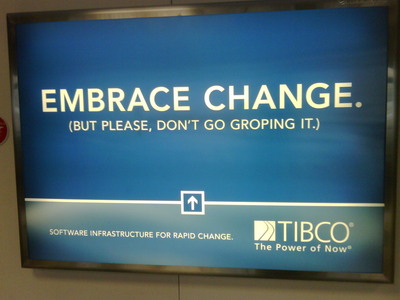 EMBRACE CHANGE.
(BUT PLEASE, DON'T GO GROPING IT.)
SOFTWARE INFRASTRUCTURE FOR RAPID CHANGE.
TIBCO®
The Power of Now®